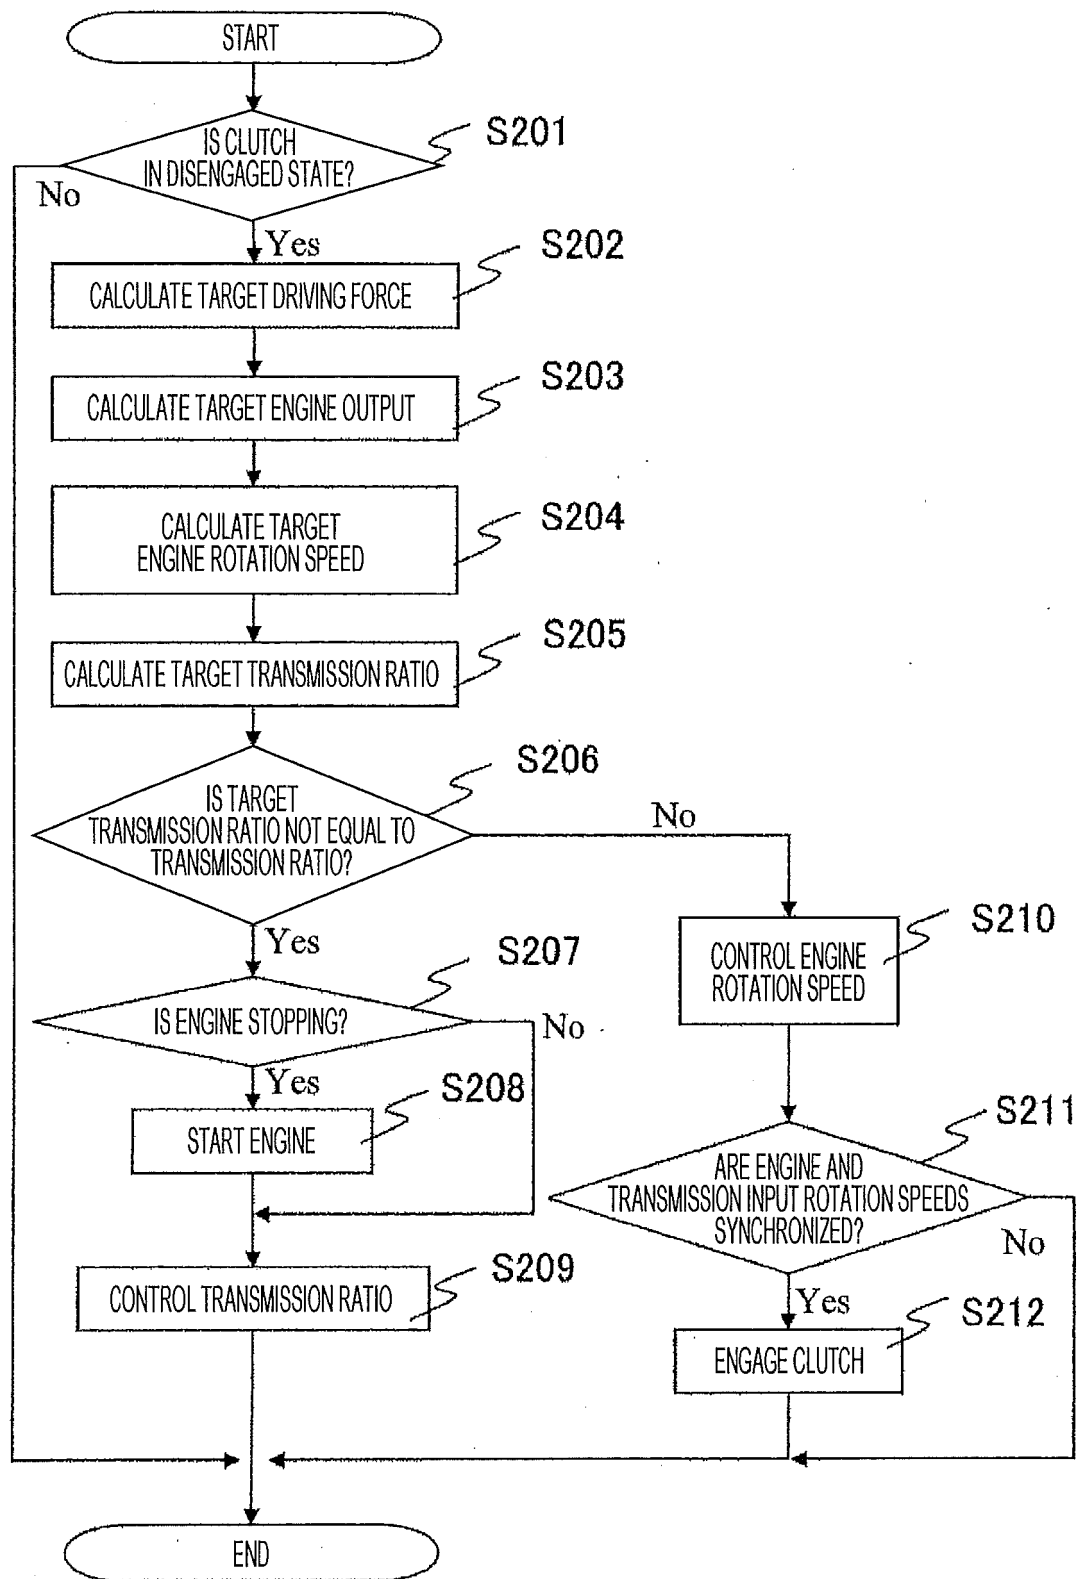 START
IS CLUTCH
IN DISENGAGED STATE?
S201
No
Yes
S202
CALCULATE TARGET DRIVING FORCE
S203
CALCULATE TARGET ENGINE OUTPUT
S204
CALCULATE TARGET
ENGINE ROTATION SPEED
S205
CALCULATE TARGET TRANSMISSION RATIO
S206
IS TARGET
TRANSMISSION RATIO NOT EQUAL TO
TRANSMISSION RATIO?
No
Yes
S207
IS ENGINE STOPPING?
No
Yes
S208
START ENGINE
S209
CONTROL TRANSMISSION RATIO
S210
CONTROL ENGINE
ROTATION SPEED
S211
ARE ENGINE AND
TRANSMISSION INPUT ROTATION SPEEDS
SYNCHRONIZED?
No
Yes
S212
ENGAGE CLUTCH
END